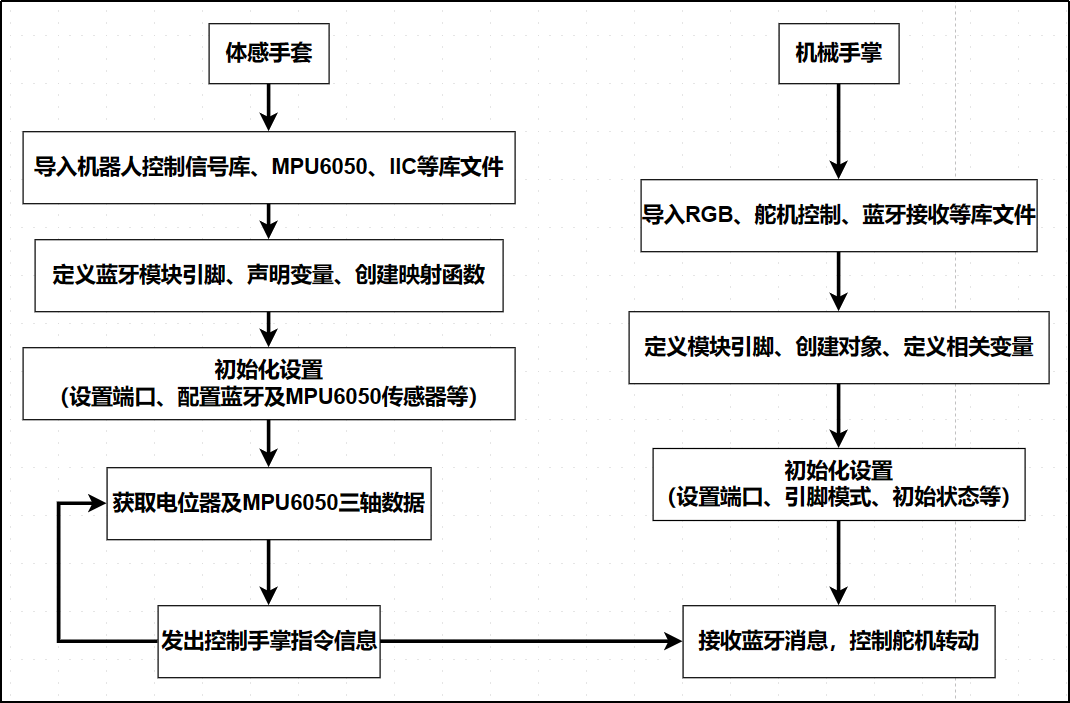 体感手套
导入机器人控制信号库、MPU6050、IIC等库文件
定义蓝牙模块引脚、声明变量、创建映射函数
初始化设置
（设置端口、配置蓝牙及MPU6050传感器等）
获取电位器及MPU6050三轴数据
发出控制手掌指令信息
机械手掌
导入RGB、舵机控制、蓝牙接收等库文件
定义模块引脚、创建对象、定义相关变量
初始化设置
（设置端口、引脚模式、初始状态等）
接收蓝牙消息，控制舵机转动